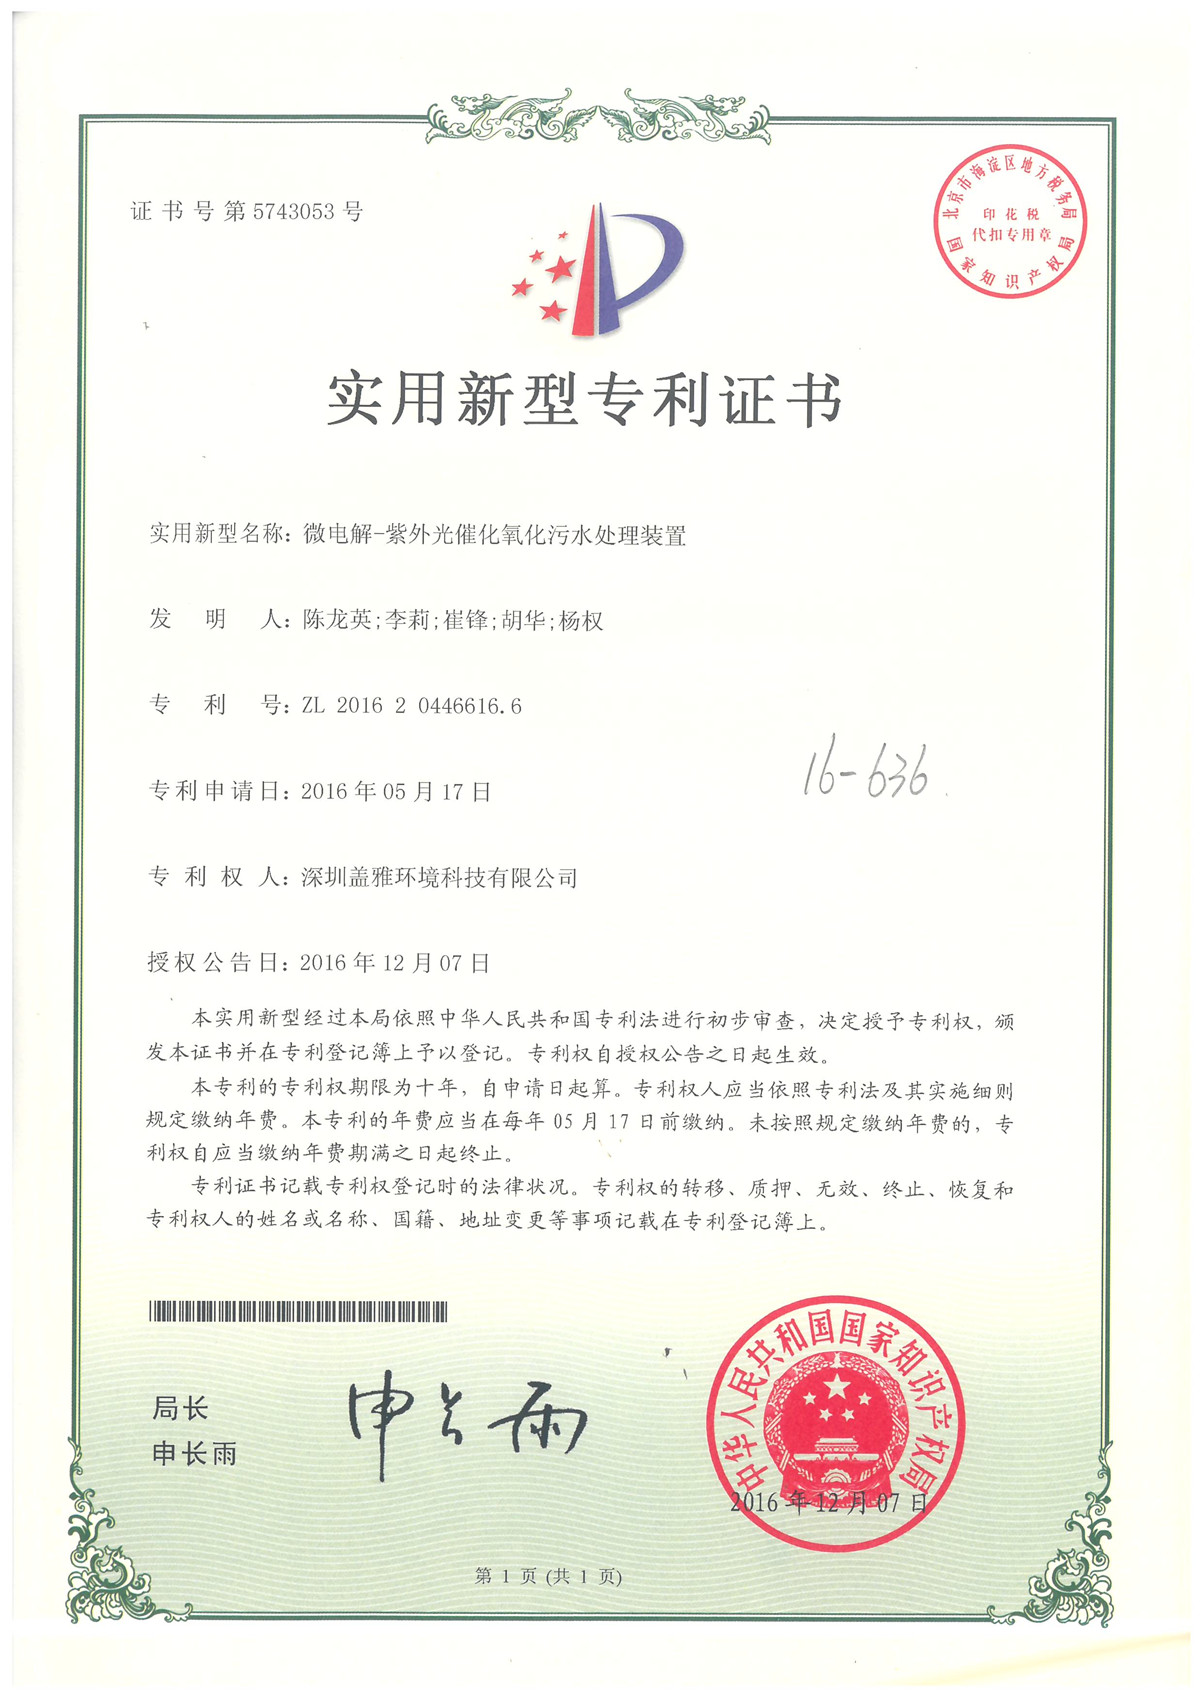 证书号第5743053号
北京市海淀区地方税务局
印花税
代扣专用章
国家知识产权局
实用新型专利证书
实用新型名称：微电解-紫外光催化氧化污水处理装置
发明人：陈龙英;李莉;崔锋;胡华;杨权
专利号：ZL 2016 2 0446616.6
16-636
专利申请日：2016年05月17日
专利权人：深圳盖雅环境科技有限公司
授权公告日：2016年12月07日
本实用新型经过本局依照中华人民共和国专利法进行初步审查，决定授予专利权，颁
发本证书并在专利登记簿上予以登记。专利权自授权公告之日起生效。
本专利的专利权期限为十年，自申请日起算。专利权人应当依照专利法及其实施细则
规定缴纳年费。本专利的年费应当在每年05月17日前缴纳。未按照规定缴纳年费的，专
利权自应当缴纳年费期满之日起终止。
专利证书记载专利权登记时的法律状况。专利权的转移、质押、无效、终止、恢复和
专利权人的姓名或名称、国籍、地址变更等事项记载在专利登记簿上。
局长
申长雨
申长雨
中华人民共和国国家知识产权局
2016年12月07日
第1页(共1页)